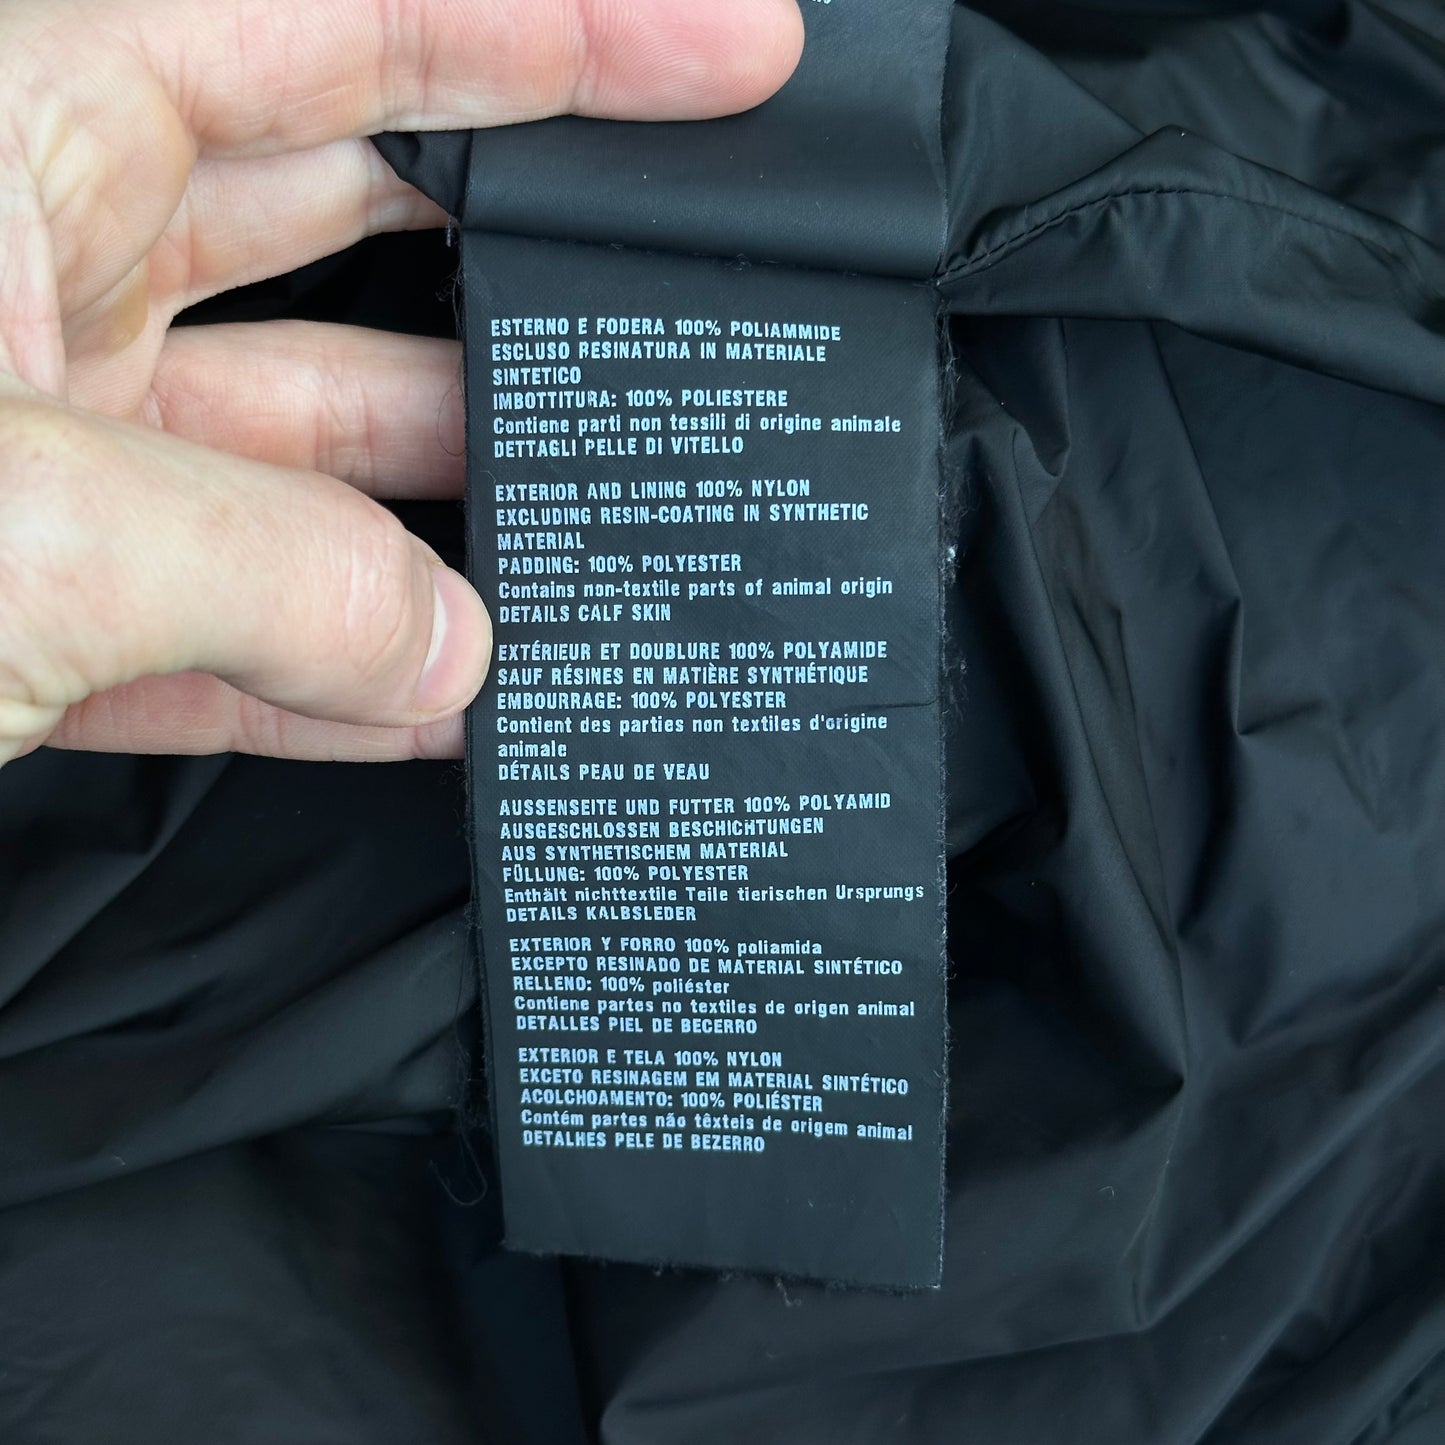 ESTERNO E FODERA 100% POLIAMMIDE
ESCLUSO RESINATURA IN MATERIALE
SINTETICO
IMBOTTITURA: 100% POLIESTERE
Contiene parti non tessili di origine animale
DETTAGLI PELLE DI VITELLO
EXTERIOR AND LINING 100% NYLON
EXCLUDING RESIN-COATING IN SYNTHETIC
MATERIAL
PADDING: 100% POLYESTER
Contains non-textile parts of animal origin
DETAILS CALF SKIN
EXTÉRIEUR ET DOUBLURE 100% POLYAMIDE
SAUF RÉSINES EN MATIÈRE SYNTHÉTIQUE
EMBOURRAGE: 100% POLYESTER
Contient des parties non textiles d'origine
animale
DÉTAILS PEAU DE VEAU
AUSSENSEITE UND FUTTER 100% POLYAMID
AUSGESCHLOSSEN BESCHICHTUNGEN
AUS SYNTHETISCHEM MATERIAL
FÜLLUNG: 100% POLYESTER
Enthält nichttextile Teile tierischen Ursprungs
DETAILS KALBSLEDER
EXTERIOR Y FORRO 100% poliamida
EXCEPTO RESINADO DE MATERIAL SINTÉTICO
RELLENO: 100% poliéster
Contiene partes no textiles de origen animal
DETALLES PIEL DE BECERRO
EXTERIOR E TELA 100% NYLON
EXCETO RESINAGEM EM MATERIAL SINTÉTICO
ACOLCHOAMENTO: 100% POLIÉSTER
Contém partes não têxteis de origem animal
DETALHES PELE DE BEZERRO